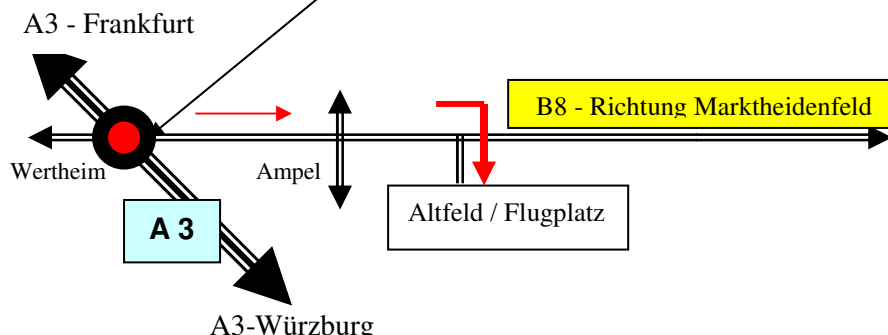 A3 - Frankfurt
B8 - Richtung Marktheidenfeld
Wertheim
Ampel
Altfeld / Flugplatz
A 3
A3-Würzburg